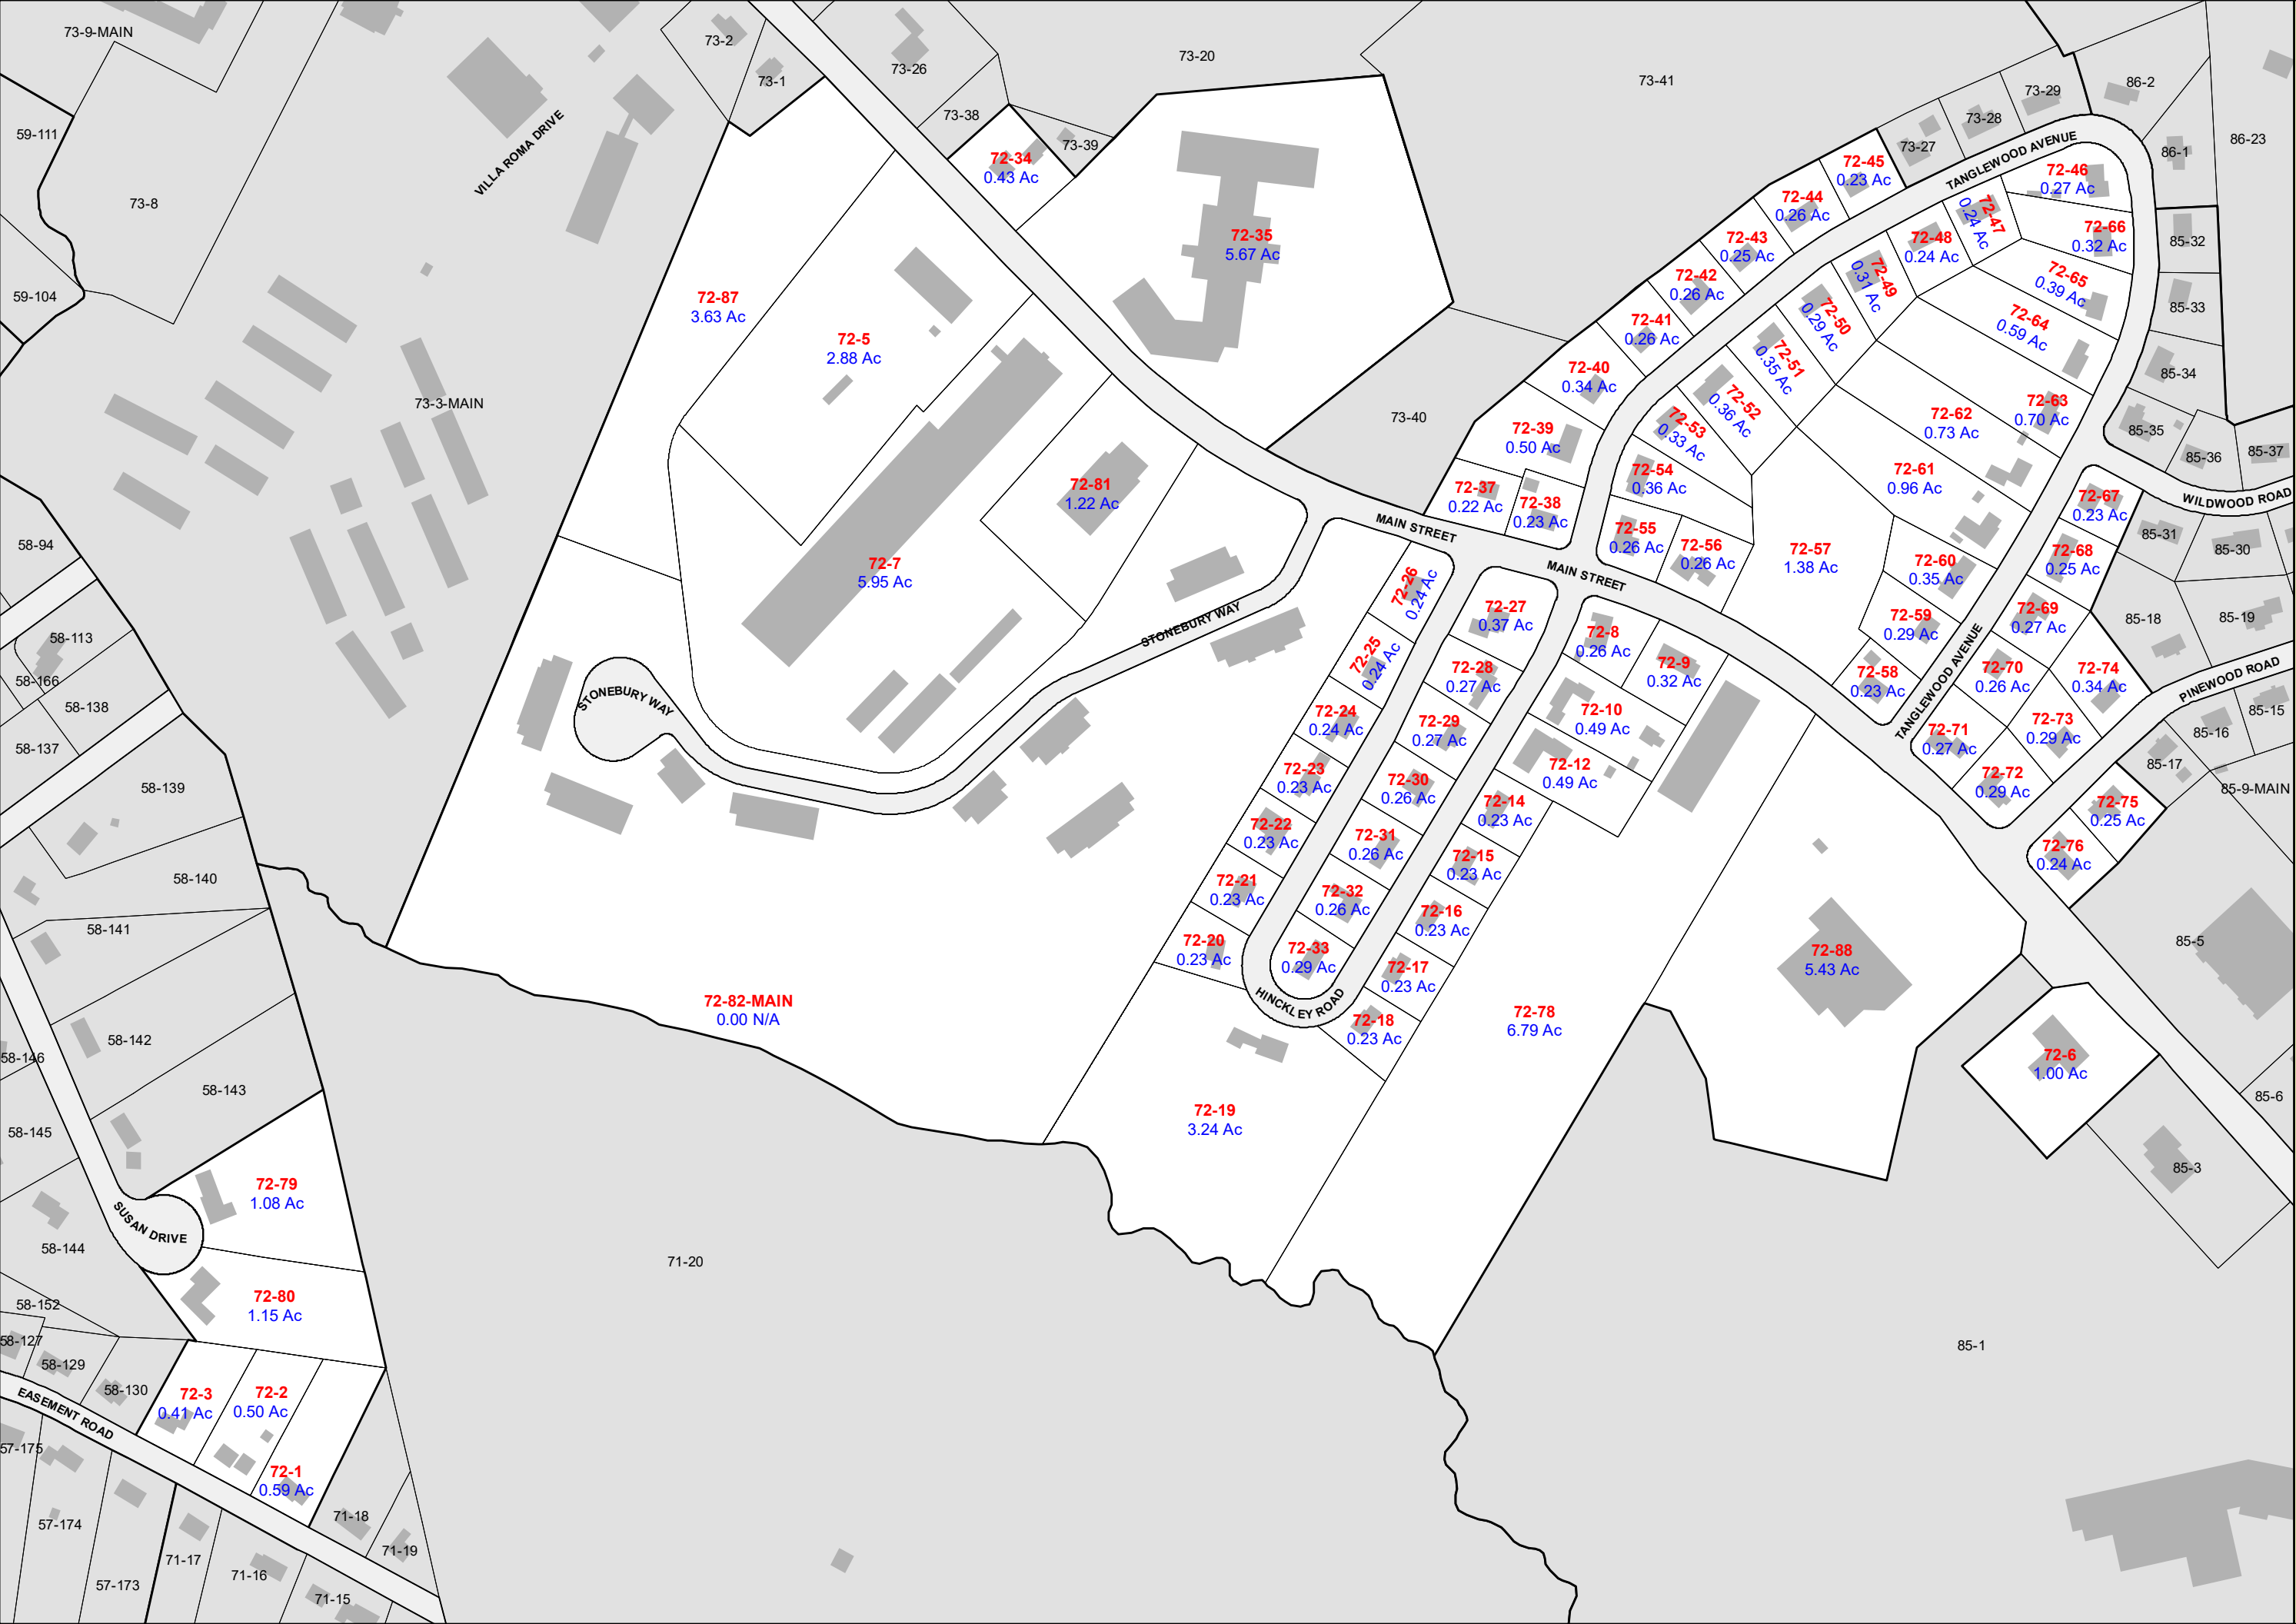 73-9-MAIN
73-2
73-1
73-26
73-20
73-41
73-29
86-2
73-28
73-27
86-1
86-23
73-38
73-39
59-111
73-8
59-104
VILLA ROMA DRIVE
73-3-MAIN
72-34
0.43 Ac
72-35
5.67 Ac
72-87
3.63 Ac
72-5
2.88 Ac
72-7
5.95 Ac
72-81
1.22 Ac
73-40
TANGLEWOOD AVENUE
72-45
0.23 Ac
72-44
0.26 Ac
72-43
0.25 Ac
72-42
0.26 Ac
72-41
0.26 Ac
72-40
0.34 Ac
72-39
0.50 Ac
72-37
0.22 Ac
72-38
0.23 Ac
72-46
0.27 Ac
72-47
0.24 Ac
72-48
0.24 Ac
72-49
0.31 Ac
72-50
0.29 Ac
72-51
0.35 Ac
72-52
0.36 Ac
72-53
0.33 Ac
72-54
0.36 Ac
72-55
0.26 Ac
72-56
0.26 Ac
72-57
1.38 Ac
72-66
0.32 Ac
72-65
0.39 Ac
72-64
0.59 Ac
72-63
0.70 Ac
72-62
0.73 Ac
72-61
0.96 Ac
72-60
0.35 Ac
72-59
0.29 Ac
72-58
0.23 Ac
85-32
85-33
85-34
85-35
85-36
85-37
WILDWOOD ROAD
72-67
0.23 Ac
72-68
0.25 Ac
72-69
0.27 Ac
72-70
0.26 Ac
72-71
0.27 Ac
72-72
0.29 Ac
72-73
0.29 Ac
72-74
0.34 Ac
72-75
0.25 Ac
72-76
0.24 Ac
85-31
85-30
85-18
85-19
PINEWOOD ROAD
85-15
85-16
85-17
85-9-MAIN
TANGLEWOOD AVENUE
MAIN STREET
MAIN STREET
STONEBURY WAY
STONEBURY WAY
72-26
0.24 Ac
72-25
0.24 Ac
72-24
0.24 Ac
72-23
0.23 Ac
72-22
0.23 Ac
72-21
0.23 Ac
72-20
0.23 Ac
72-27
0.37 Ac
72-28
0.27 Ac
72-29
0.27 Ac
72-30
0.26 Ac
72-31
0.26 Ac
72-32
0.26 Ac
72-33
0.29 Ac
HINCKLEY ROAD
72-8
0.26 Ac
72-9
0.32 Ac
72-10
0.49 Ac
72-12
0.49 Ac
72-14
0.23 Ac
72-15
0.23 Ac
72-16
0.23 Ac
72-17
0.23 Ac
72-18
0.23 Ac
72-78
6.79 Ac
72-88
5.43 Ac
72-6
1.00 Ac
85-5
85-6
85-3
85-1
72-19
3.24 Ac
72-82-MAIN
0.00 N/A
71-20
58-94
58-113
58-166
58-138
58-137
58-139
58-140
58-141
58-142
58-146
58-143
58-145
72-79
1.08 Ac
SUSAN DRIVE
58-144
72-80
1.15 Ac
58-152
58-127
58-129
58-130
72-3
0.41 Ac
72-2
0.50 Ac
72-1
0.59 Ac
EASEMENT ROAD
57-175
57-174
57-173
71-17
71-16
71-15
71-18
71-19